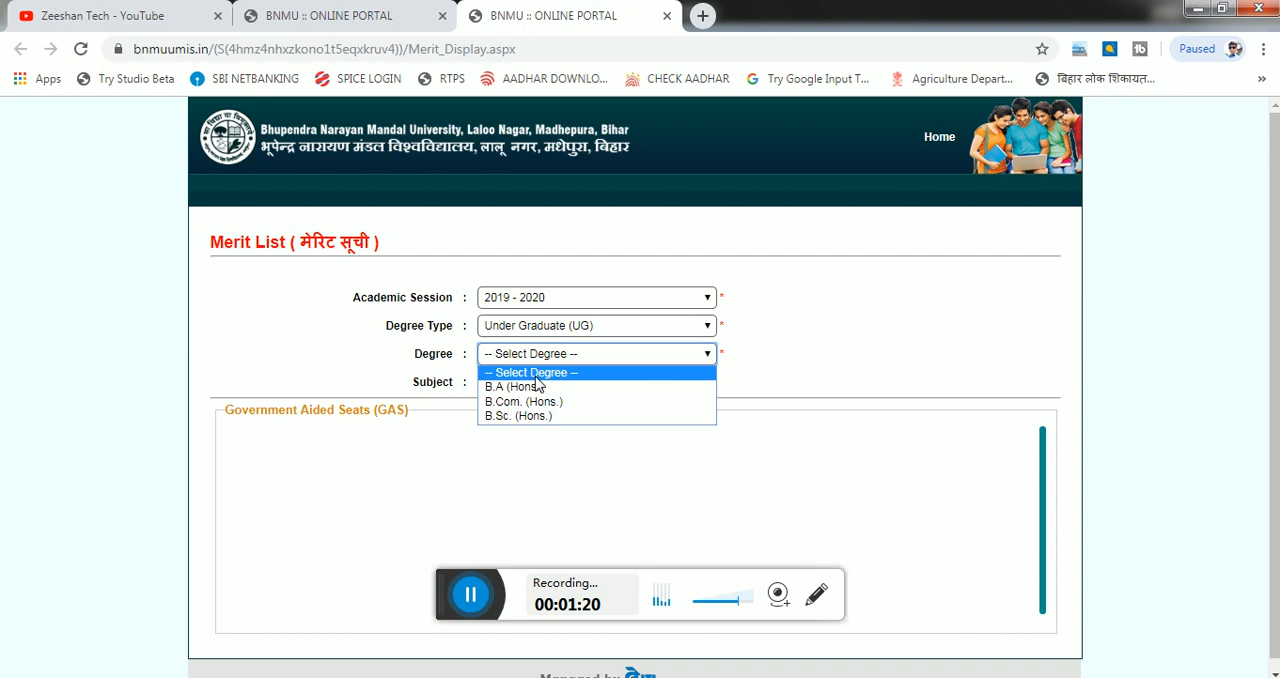 Zeeshan Tech - YouTube
BNMU :: ONLINE PORTAL
BNMU :: ONLINE PORTAL
bnmuumis.in/(S(4hmz4nhxzkono1t5eqxkruv4))/Merit_Display.aspx
Paused
Apps
Try Studio Beta
SBI NETBANKING
SPICE LOGIN
RTPS
AADHAR DOWNLO...
CHECK AADHAR
Try Google Input T...
Agriculture Depart...
बिहार लोक शिकायत...
Bhupendra Narayan Mandal University, Laloo Nagar, Madhepura, Bihar
भूपेन्द्र नारायण मंडल विश्वविद्यालय, लालू नगर, मधेपुरा, बिहार
Home
Merit List ( मेरिट सूची )
Academic Session : 2019 - 2020 *
Degree Type : Under Graduate (UG) *
Degree : -- Select Degree -- *
-- Select Degree --
B.A (Hons
Subject :
B.Com. (Hons.)
Government Aided Seats (GAS)
B.Sc. (Hons.)
Recording...
00:01:20